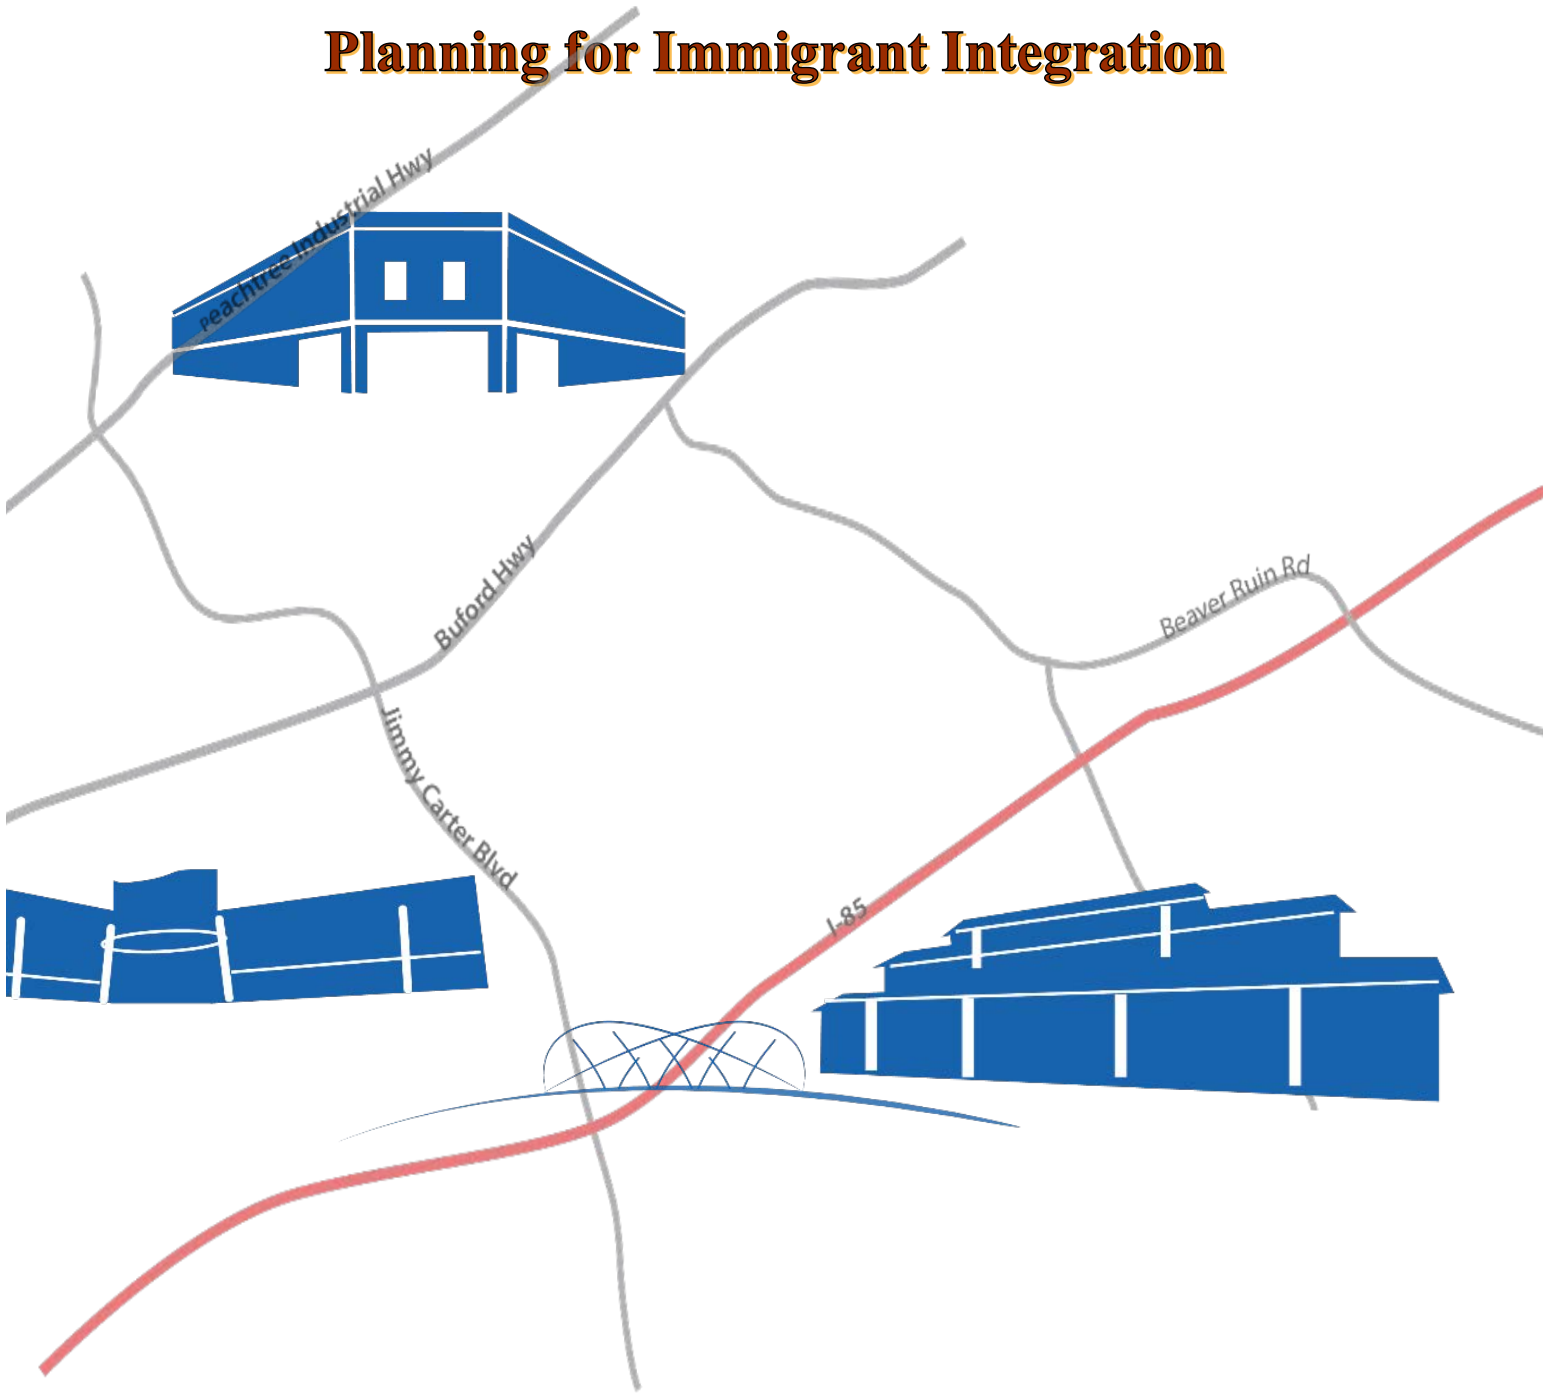 Planning for Immigrant Integration
Peachtree Industrial Hwy
Buford Hwy
Beaver Ruin Rd
Jimmy Carter Blvd
I-85